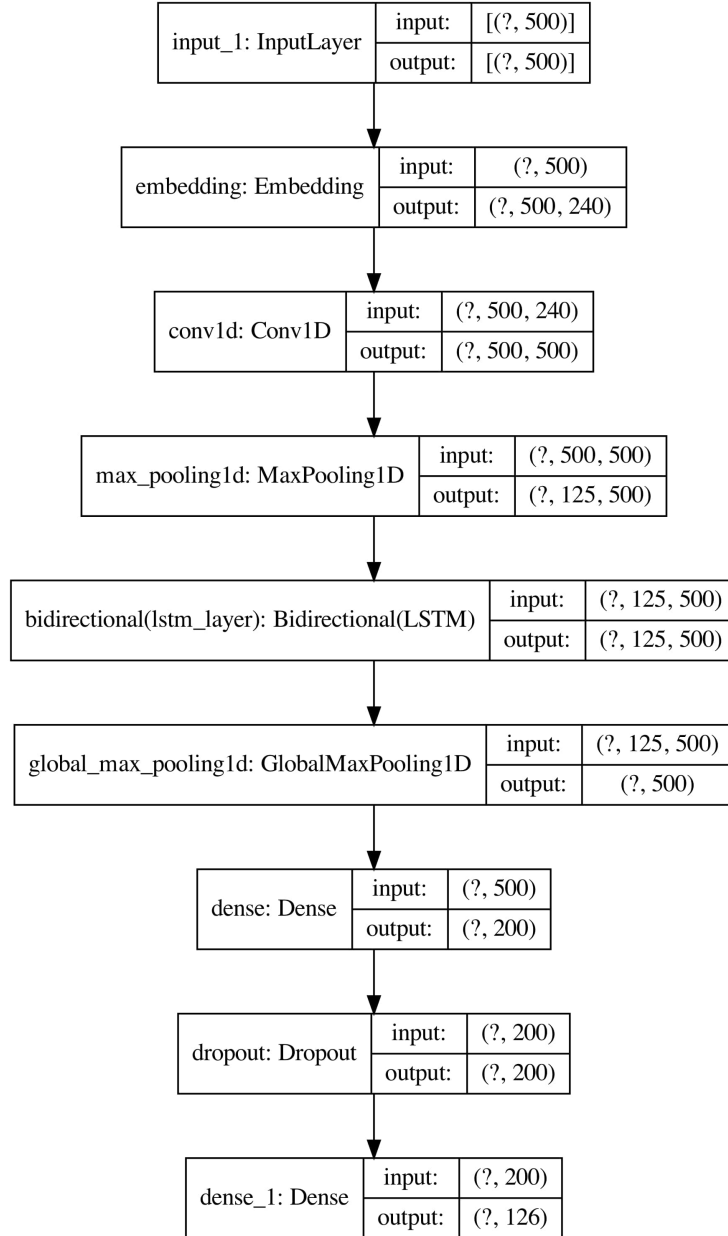 input_1: InputLayer
input: [(?, 500)]
output: [(?, 500)]
embedding: Embedding
input: (?, 500)
output: (?, 500, 240)
conv1d: Conv1D
input: (?, 500, 240)
output: (?, 500, 500)
max_pooling1d: MaxPooling1D
input: (?, 500, 500)
output: (?, 125, 500)
bidirectional(lstm_layer): Bidirectional(LSTM)
input: (?, 125, 500)
output: (?, 125, 500)
global_max_pooling1d: GlobalMaxPooling1D
input: (?, 125, 500)
output: (?, 500)
dense: Dense
input: (?, 500)
output: (?, 200)
dropout: Dropout
input: (?, 200)
output: (?, 200)
dense_1: Dense
input: (?, 200)
output: (?, 126)